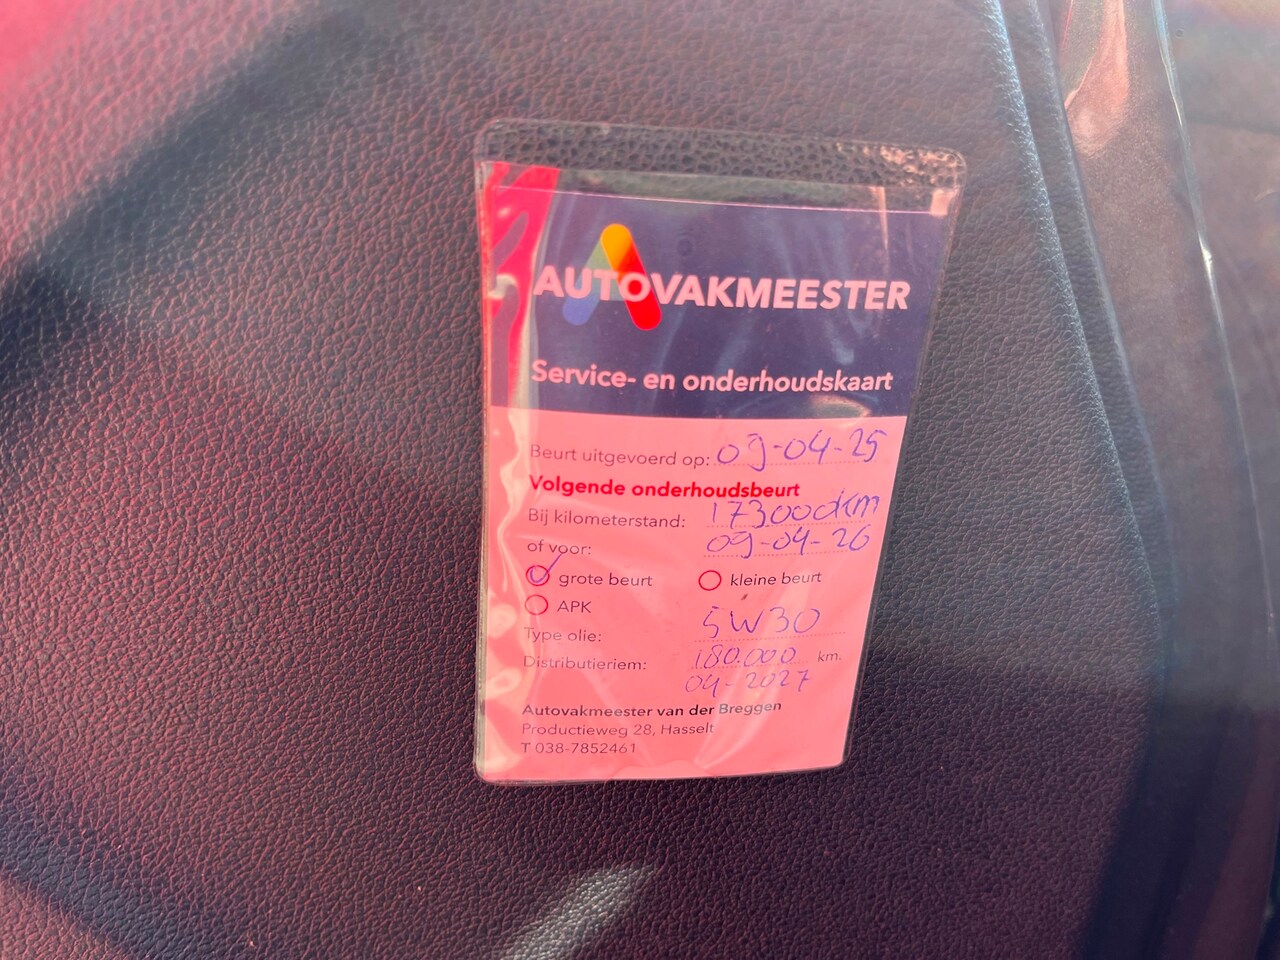 AUTOVAKMEESTER
Service- en onderhoudskaart
Beurt uitgevoerd op: 09-04-25
Volgende onderhoudsbeurt
Bij kilometerstand: 173000km
of voor: 09-04-26
grote beurt kleine beurt
APK
Type olie: 5W30
Distributieriem: 180.000 km.
04-2027
Autovakmeester van der Breggen
Productieweg 28, Hasselt
T 038-7852461